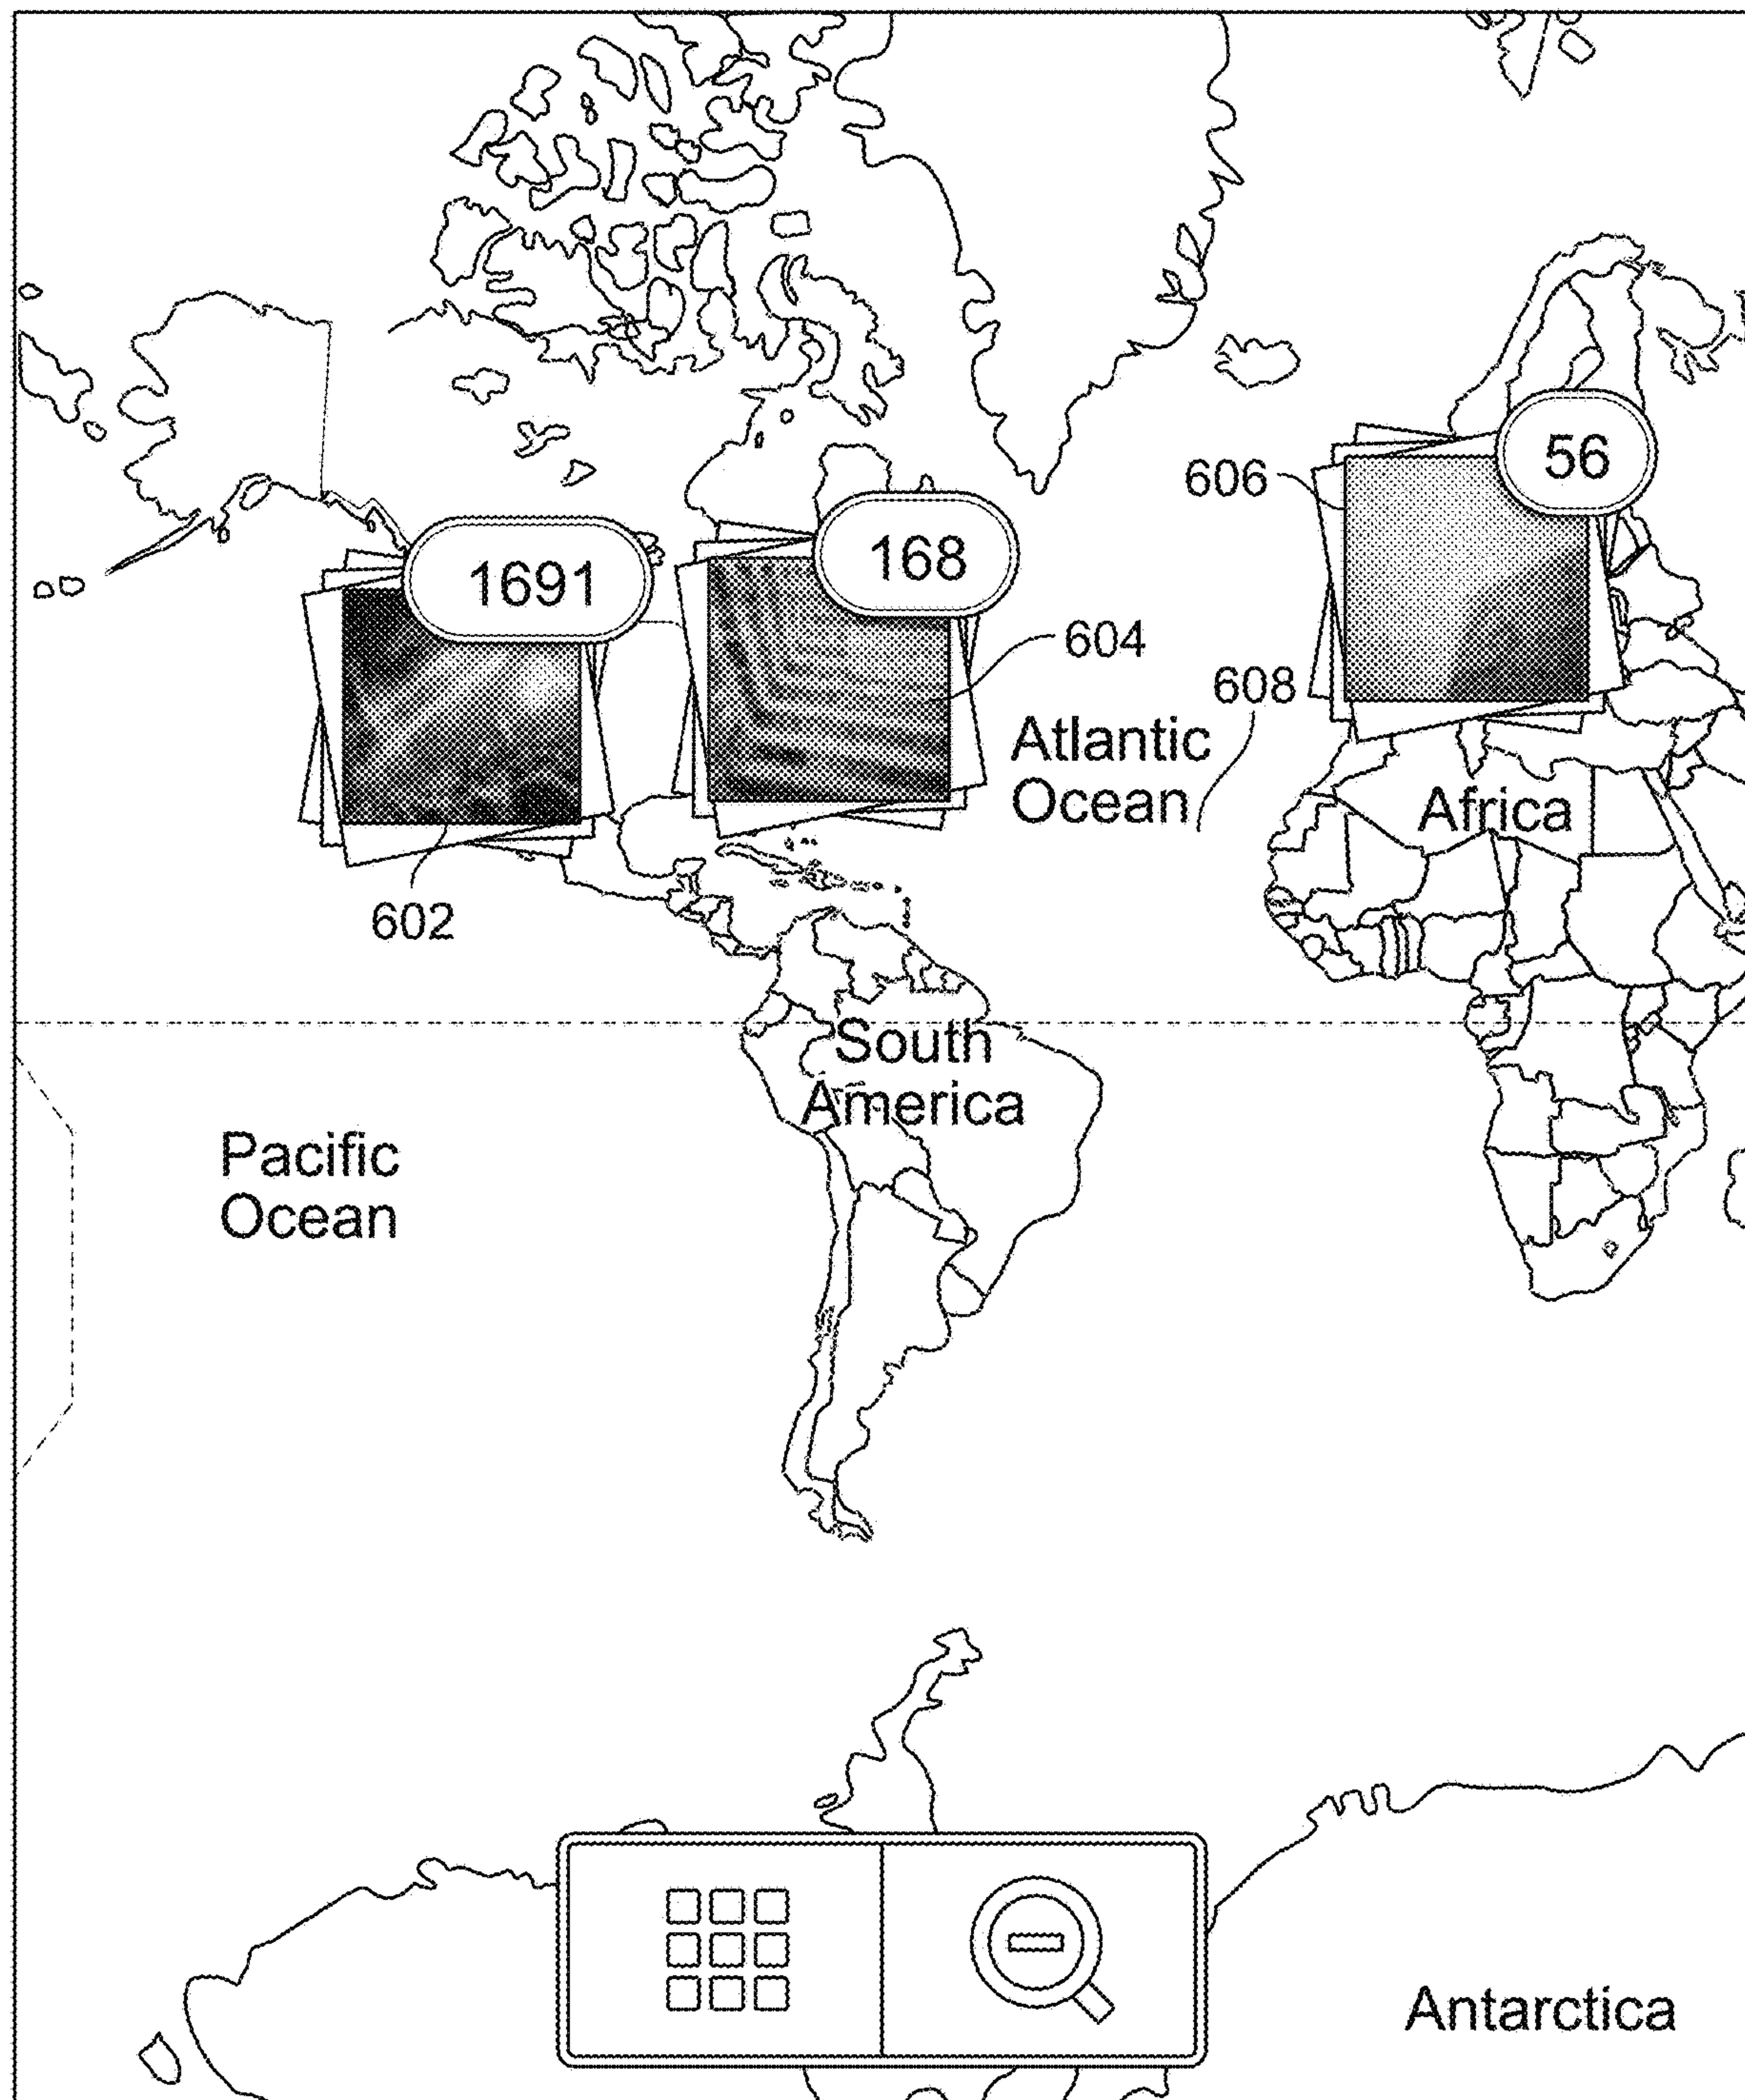 56
606
1691
168
604
608
Atlantic
Ocean
Africa
602
South
America
Pacific
Ocean
Antarctica